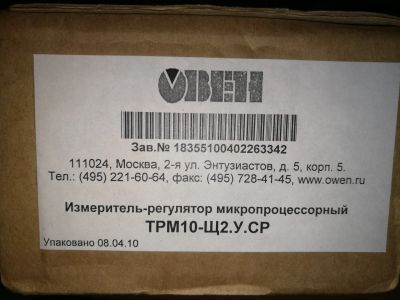 ОВЕН
Зав.№ 18355100402263342
111024, Москва, 2-я ул. Энтузиастов, д. 5, корп. 5.
Тел.: (495) 221-60-64, факс: (495) 728-41-45, www.owen.ru
Измеритель-регулятор микропроцессорный
ТРМ10-Щ2.У.СР
Упаковано 08.04.10